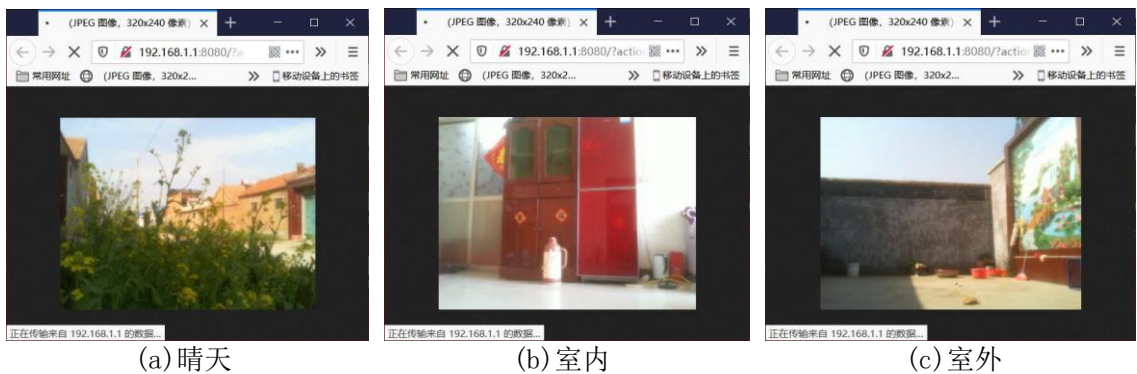 (JPEG 图像，320x240 像素)
192.168.1.1:8080/?a
常用网址 (JPEG 图像，320x2... 移动设备上的书签
正在传输来自 192.168.1.1 的数据...
(a)晴天
(JPEG 图像，320x240 像素)
192.168.1.1:8080/?action
常用网址 (JPEG 图像，320x2... 移动设备上的书签
正在传输来自 192.168.1.1 的数据...
(b)室内
(JPEG 图像，320x240 像素)
192.168.1.1:8080/?action
常用网址 (JPEG 图像，320x2... 移动设备上的书签
正在传输来自 192.168.1.1 的数据...
(c)室外